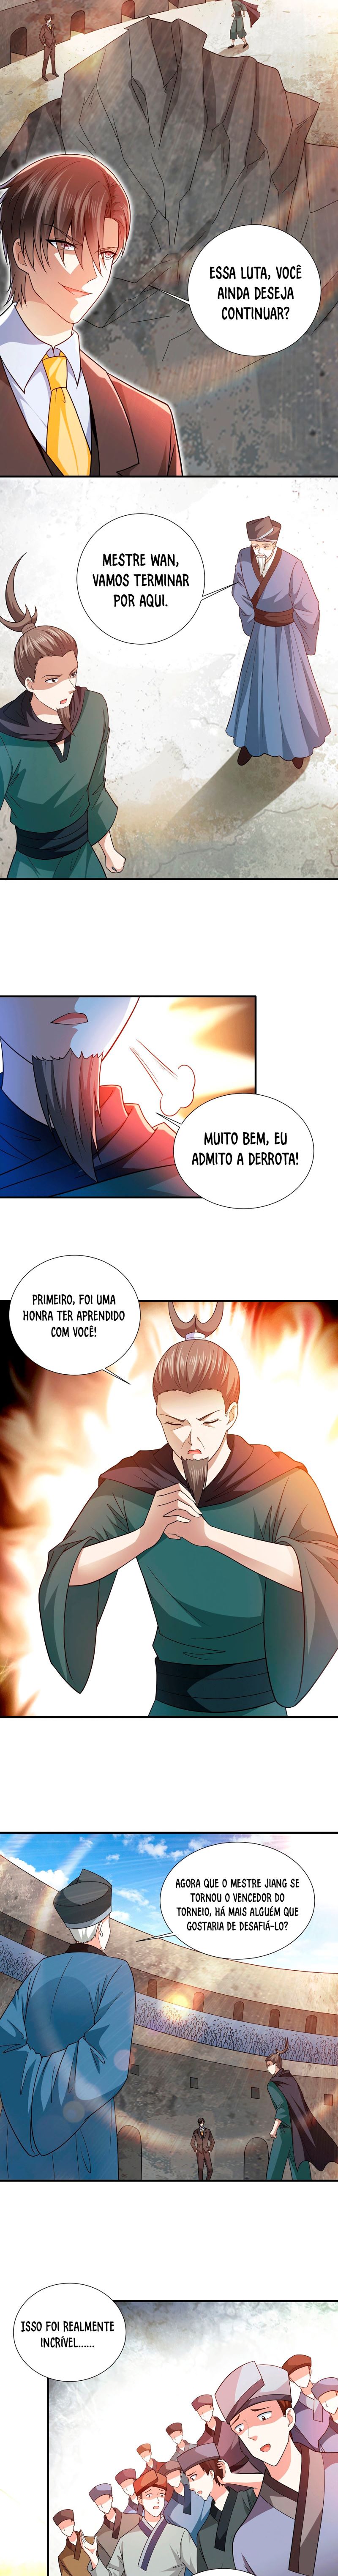 ESSA LUTA, VOCÊ
AINDA DESEJA
CONTINUAR?
MESTRE WAN,
VAMOS TERMINAR
POR AQUI.
MUITO BEM, EU
ADMITO A DERROTA!
PRIMEIRO, FOI UMA
HONRA TER APRENDIDO
COM VOCÊ!
AGORA QUE O MESTRE JIANG SE
TORNOU O VENCEDOR DO
TORNEIO, HÁ MAIS ALGUÉM QUE
GOSTARIA DE DESAFIÁ-LO?
ISSO FOI REALMENTE
INCRÍVEL......